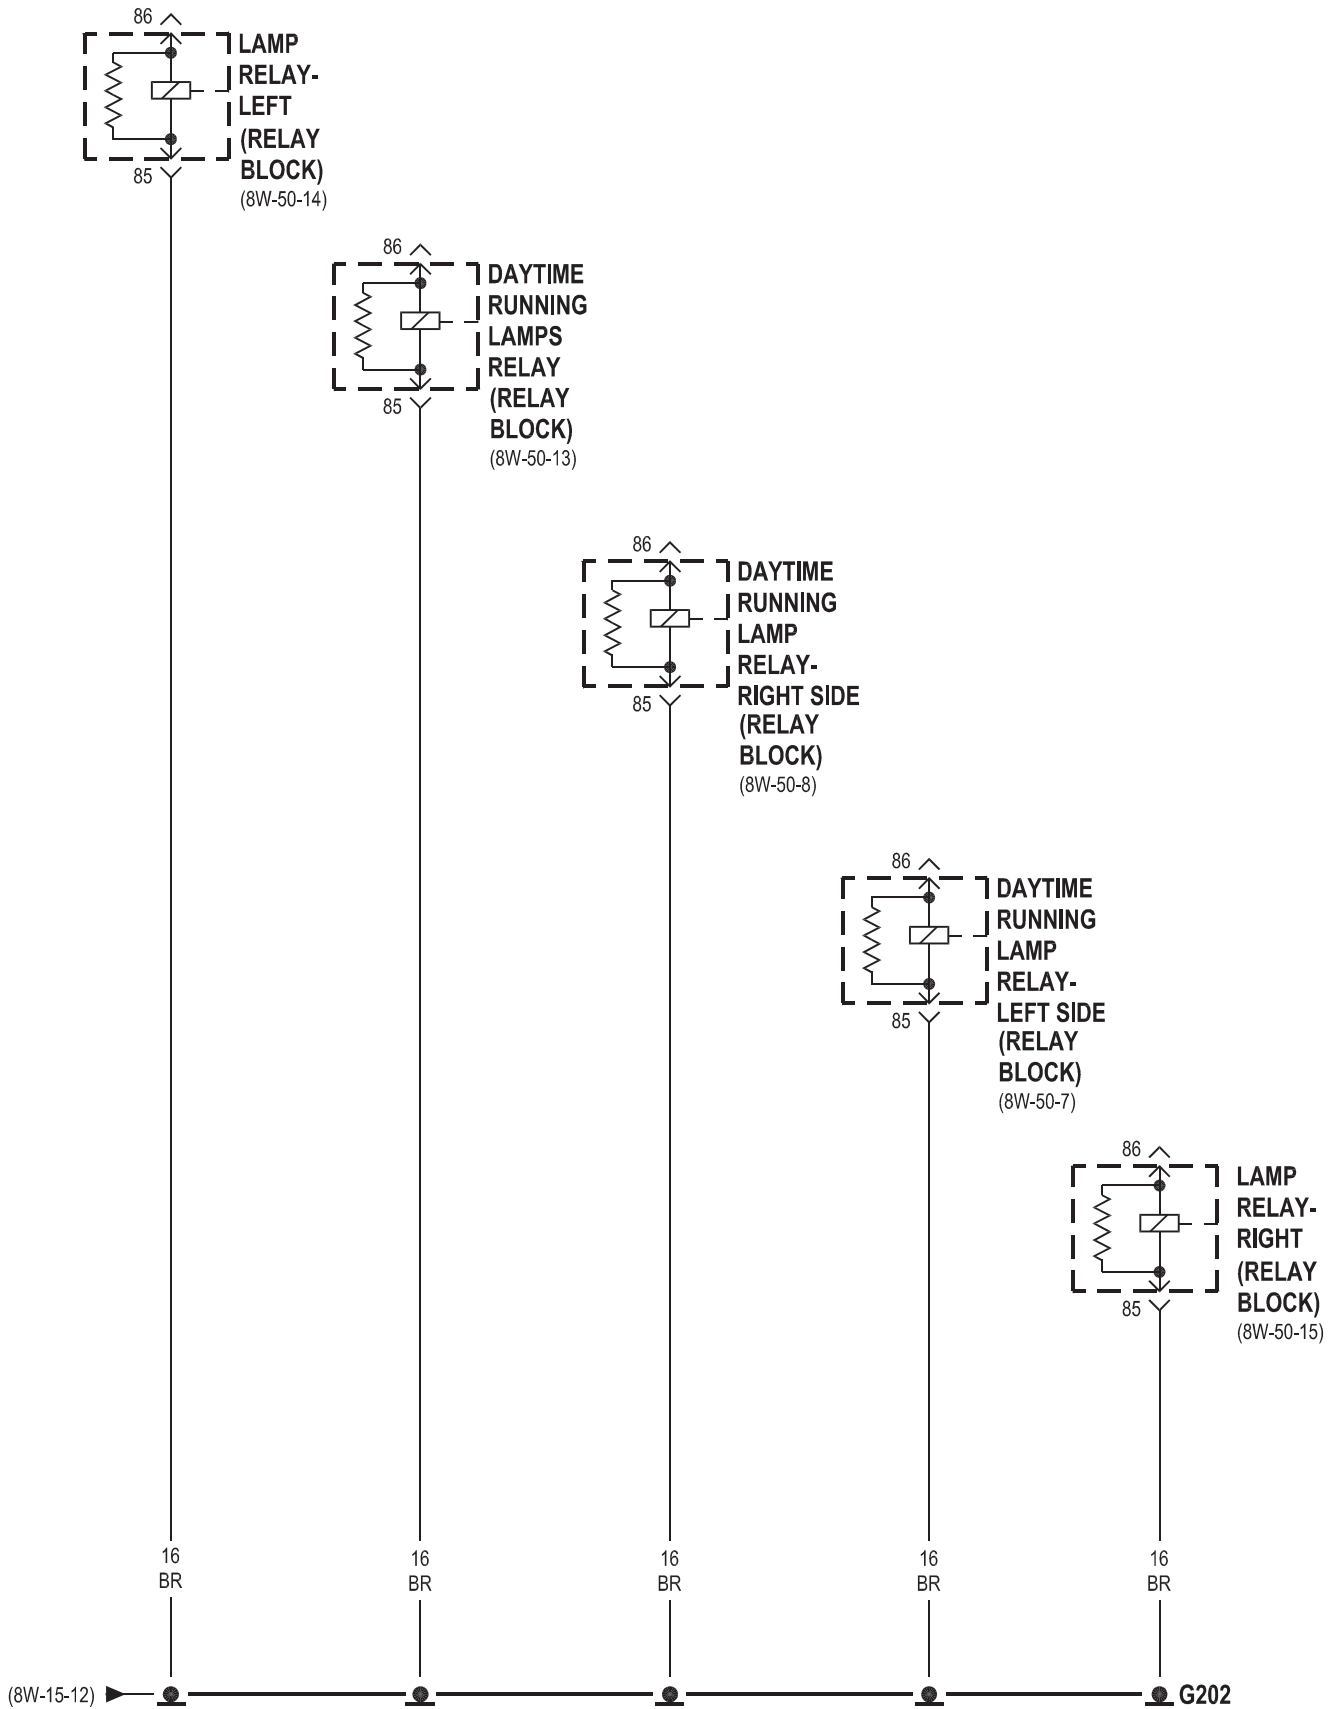 86
LAMP
RELAY-
LEFT
(RELAY
BLOCK)
85
(8W-50-14)
86
DAYTIME
RUNNING
LAMPS
RELAY
(RELAY
85
BLOCK)
(8W-50-13)
86
DAYTIME
RUNNING
LAMP
RELAY-
RIGHT SIDE
85
(RELAY
BLOCK)
(8W-50-8)
86
DAYTIME
RUNNING
LAMP
RELAY-
LEFT SIDE
85
(RELAY
BLOCK)
(8W-50-7)
86
LAMP
RELAY-
RIGHT
(RELAY
BLOCK)
85
(8W-50-15)
16 16 16 16 16
BR BR BR BR BR
(8W-15-12) G202